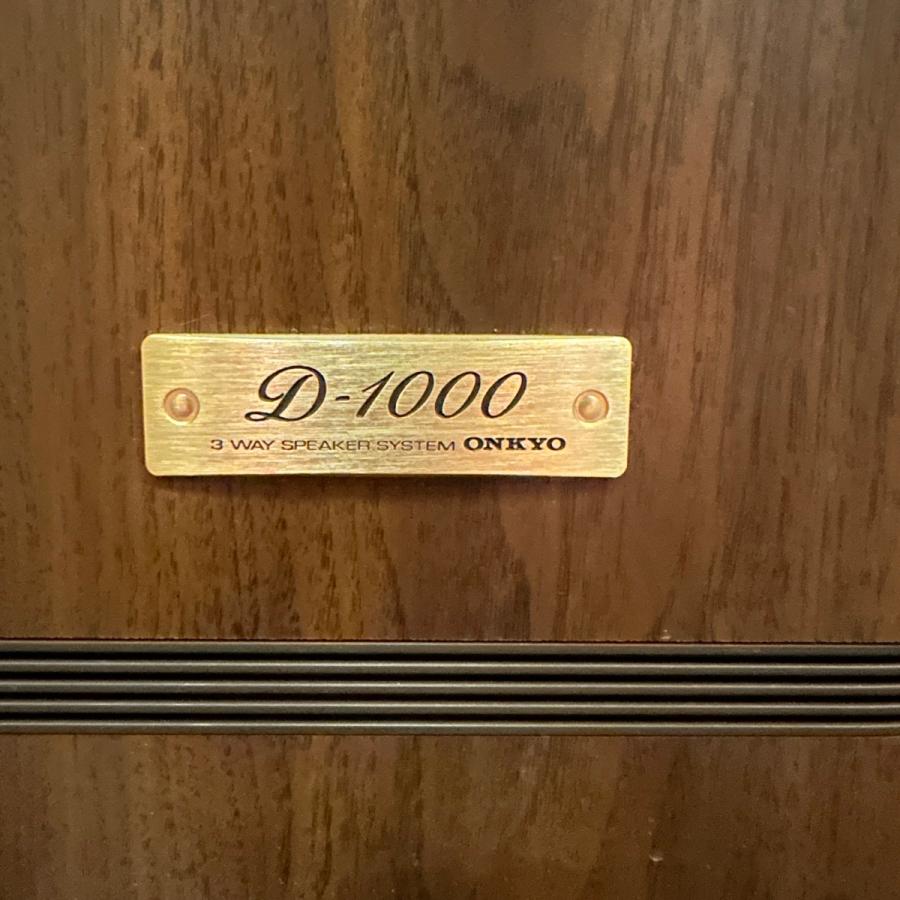 D-1000
3 WAY SPEAKER SYSTEM ONKYO